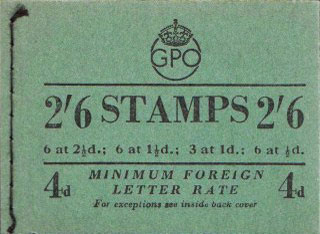 GPO
2'6 STAMPS 2'6
6 at 2½d.; 6 at 1½d.; 3 at 1d.; 6 at ½d.
4d MINIMUM FOREIGN 4d
LETTER RATE
For exceptions see inside back cover